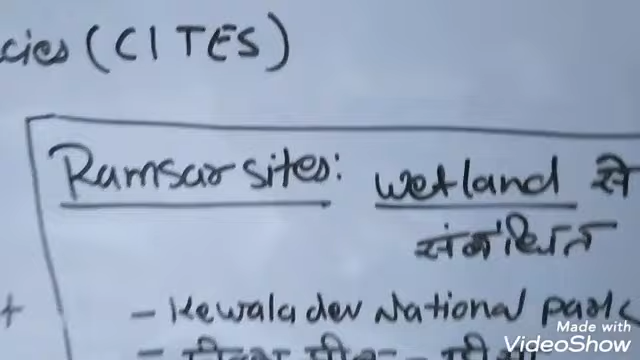 cies (CITES)
Ramsar sites: wetland से
संबंधित
+
- Kewaladev National park
Made with
VideoShow